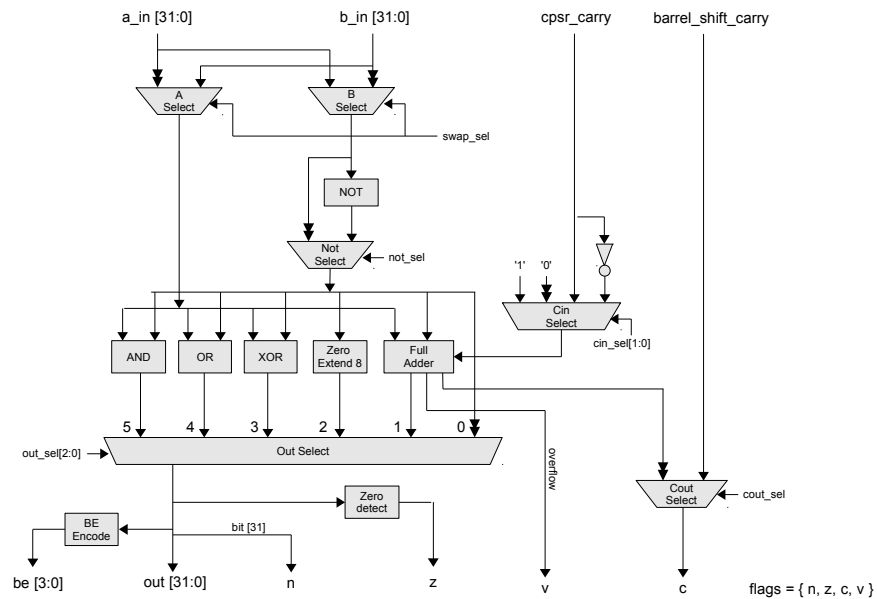 a_in [31:0]
b_in [31:0]
cpsr_carry
barrel_shift_carry
A
Select
B
Select
swap_sel
NOT
Not
Select
not_sel
'1'
'0'
Cin
Select
cin_sel[1:0]
AND
OR
XOR
Zero
Extend 8
Full
Adder
5
4
3
2
1
0
out_sel[2:0]
Out Select
overflow
Cout
Select
cout_sel
Zero
detect
BE
Encode
bit [31]
be [3:0]
out [31:0]
n
z
v
c
flags = { n, z, c, v }